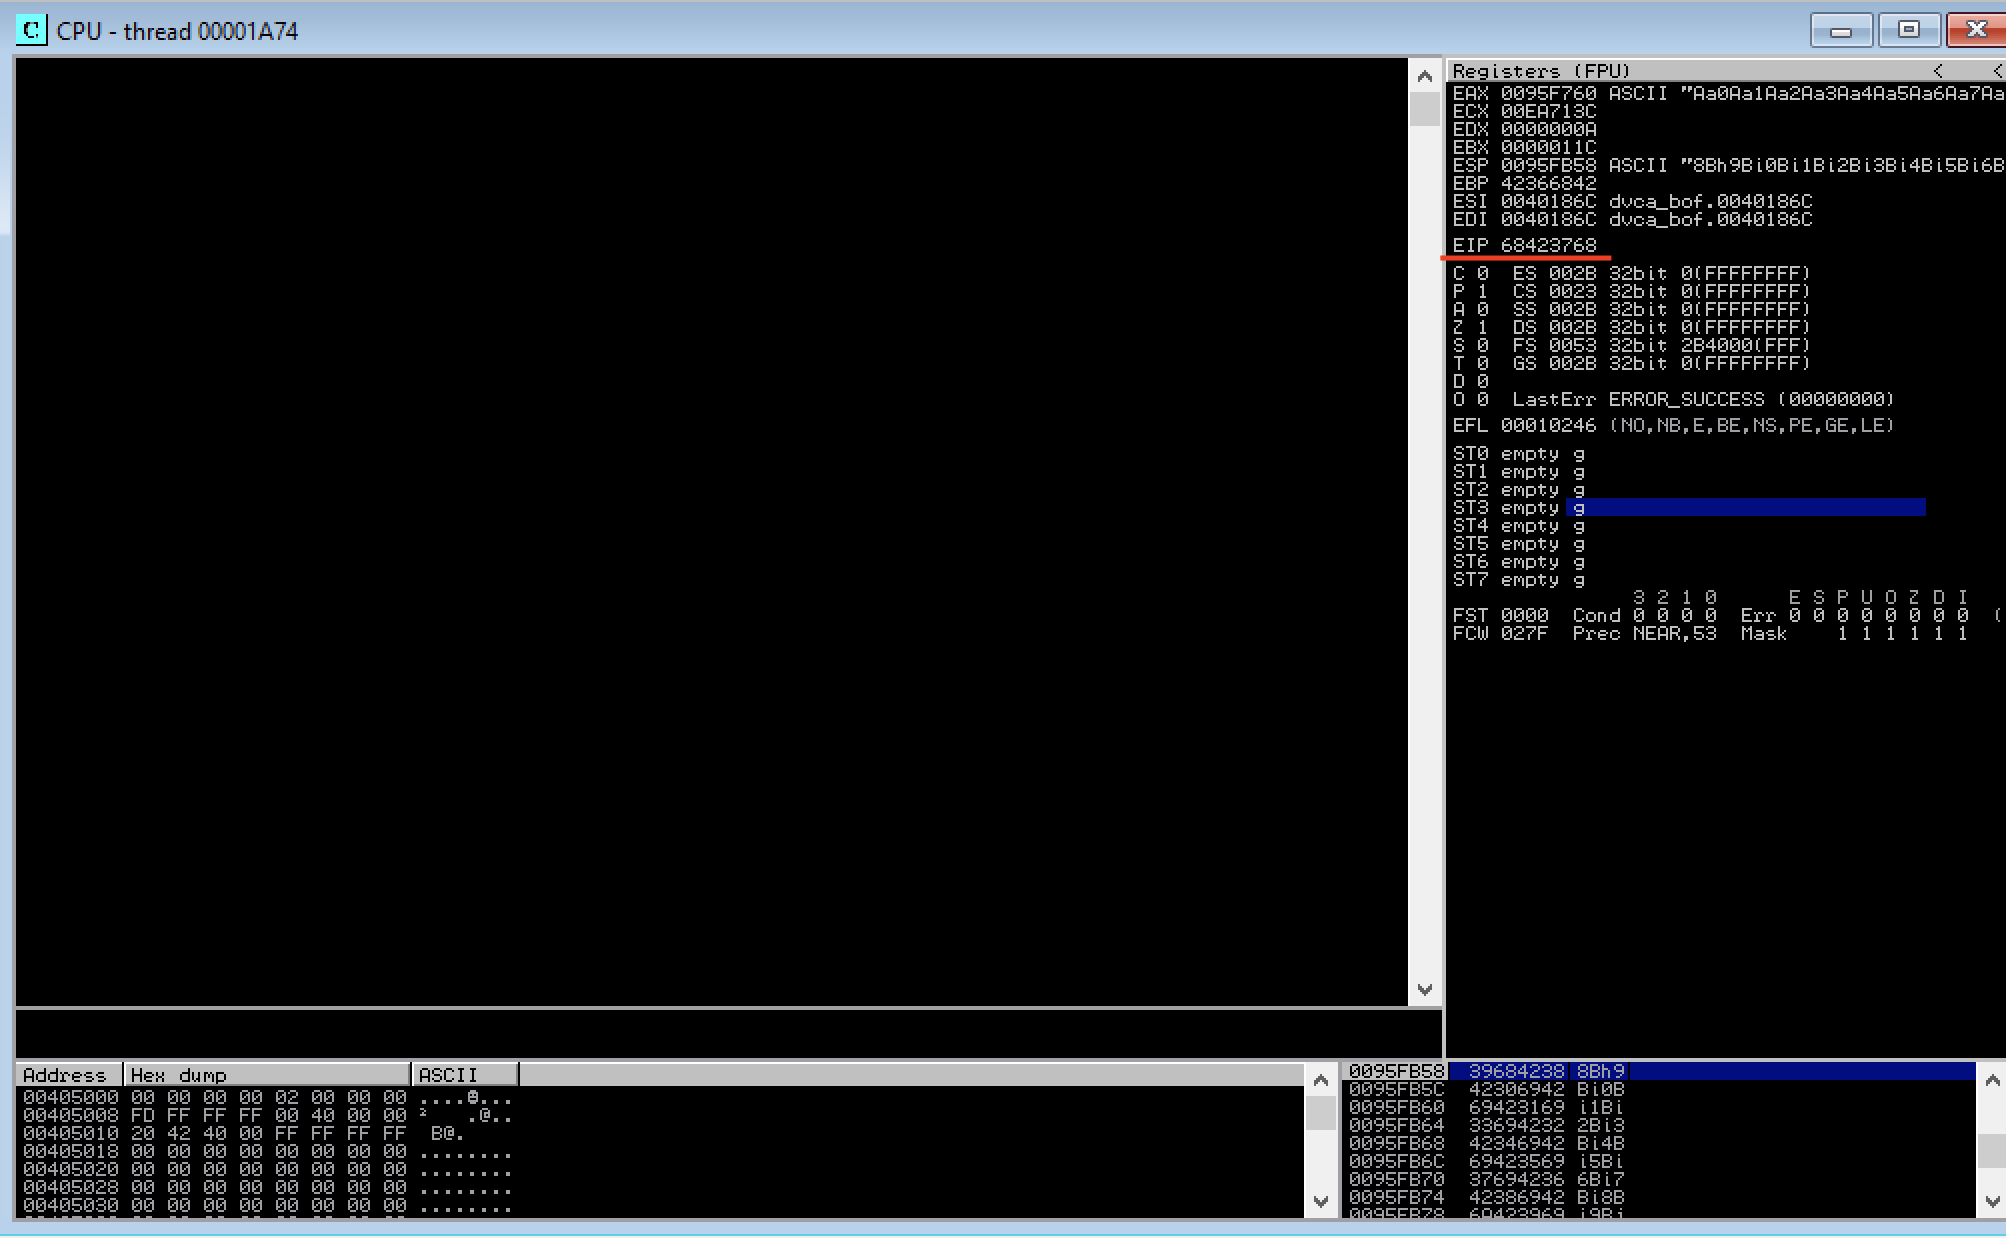 C CPU - thread 00001A74
Registers (FPU) < <
EAX 0095F760 ASCII "Aa0Aa1Aa2Aa3Aa4Aa5Aa6Aa7Aa
ECX 00EA713C
EDX 0000000A
EBX 0000011C
ESP 0095FB58 ASCII "8Bh9Bi0Bi1Bi2Bi3Bi4Bi5Bi6B
EBP 42366842
ESI 0040186C dvca_bof.0040186C
EDI 0040186C dvca_bof.0040186C
EIP 68423768
C 0 ES 002B 32bit 0(FFFFFFFF)
P 1 CS 0023 32bit 0(FFFFFFFF)
A 0 SS 002B 32bit 0(FFFFFFFF)
Z 1 DS 002B 32bit 0(FFFFFFFF)
S 0 FS 0053 32bit 2B4000(FFF)
T 0 GS 002B 32bit 0(FFFFFFFF)
D 0
O 0 LastErr ERROR_SUCCESS (00000000)
EFL 00010246 (NO,NB,E,BE,NS,PE,GE,LE)
ST0 empty g
ST1 empty g
ST2 empty g
ST3 empty g
ST4 empty g
ST5 empty g
ST6 empty g
ST7 empty g
3 2 1 0 E S P U O Z D I
FST 0000 Cond 0 0 0 0 Err 0 0 0 0 0 0 0 0 (
FCW 027F Prec NEAR,53 Mask 1 1 1 1 1 1
Address Hex dump ASCII
00405000 00 00 00 00 02 00 00 00 ....☻...
00405008 FD FF FF FF 00 40 00 00 ² .@..
00405010 20 42 40 00 FF FF FF FF B@.
00405018 00 00 00 00 00 00 00 00 ........
00405020 00 00 00 00 00 00 00 00 ........
00405028 00 00 00 00 00 00 00 00 ........
00405030 00 00 00 00 00 00 00 00 ........
0095FB58 39684238 8Bh9
0095FB5C 42306942 Bi0B
0095FB60 69423169 i1Bi
0095FB64 33694232 2Bi3
0095FB68 42346942 Bi4B
0095FB6C 69423569 i5Bi
0095FB70 37694236 6Bi7
0095FB74 42386942 Bi8B
0095FB78 69423969 i9Bi